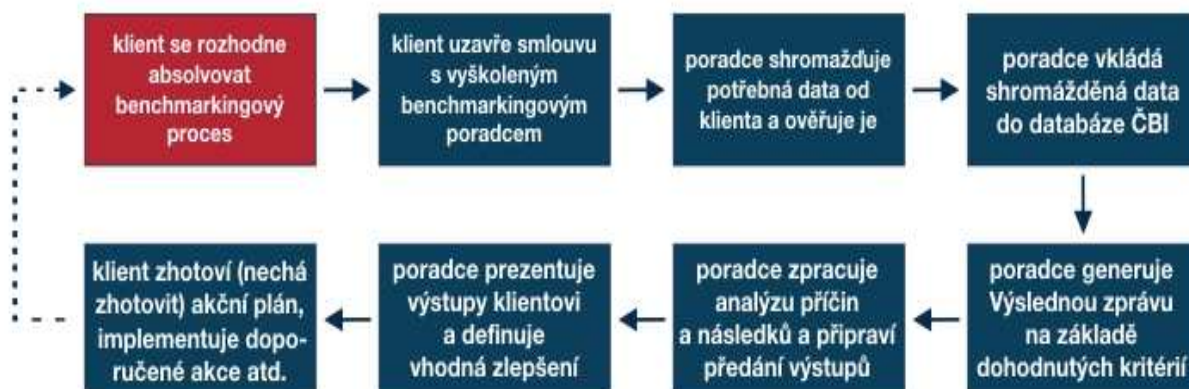 klient se rozhodne
absolvovat
benchmarkingový
proces
klient uzavře smlouvu
s vyškoleným
benchmarkingovým
poradcem
poradce shromažďuje
potřebná data od
klienta a ověřuje je
poradce vkládá
shromážděná data
do databáze ČBI
poradce generuje
Výslednou zprávu
na základě
dohodnutých kritérií
poradce zpracuje
analýzu příčin
a následků a připraví
předání výstupů
poradce prezentuje
výstupy klientovi
a definuje
vhodná zlepšení
klient zhotoví (nechá
zhotovit) akční plán,
implementuje dopo-
ručené akce atd.